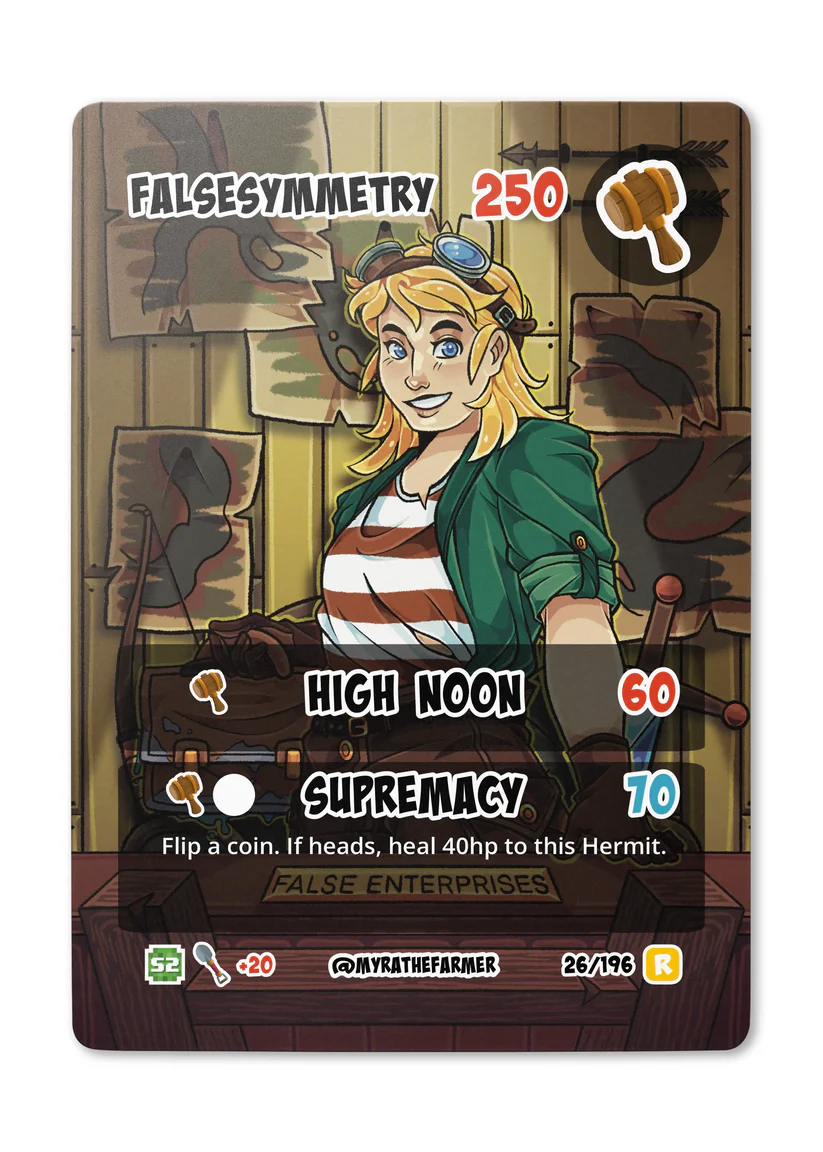 FALSESYMMETRY 250
HIGH NOON 60
SUPREMACY 70
Flip a coin. If heads, heal 40hp to this Hermit.
FALSE ENTERPRISES
S2 +20 @MYRATHEFARMER 26/196 R